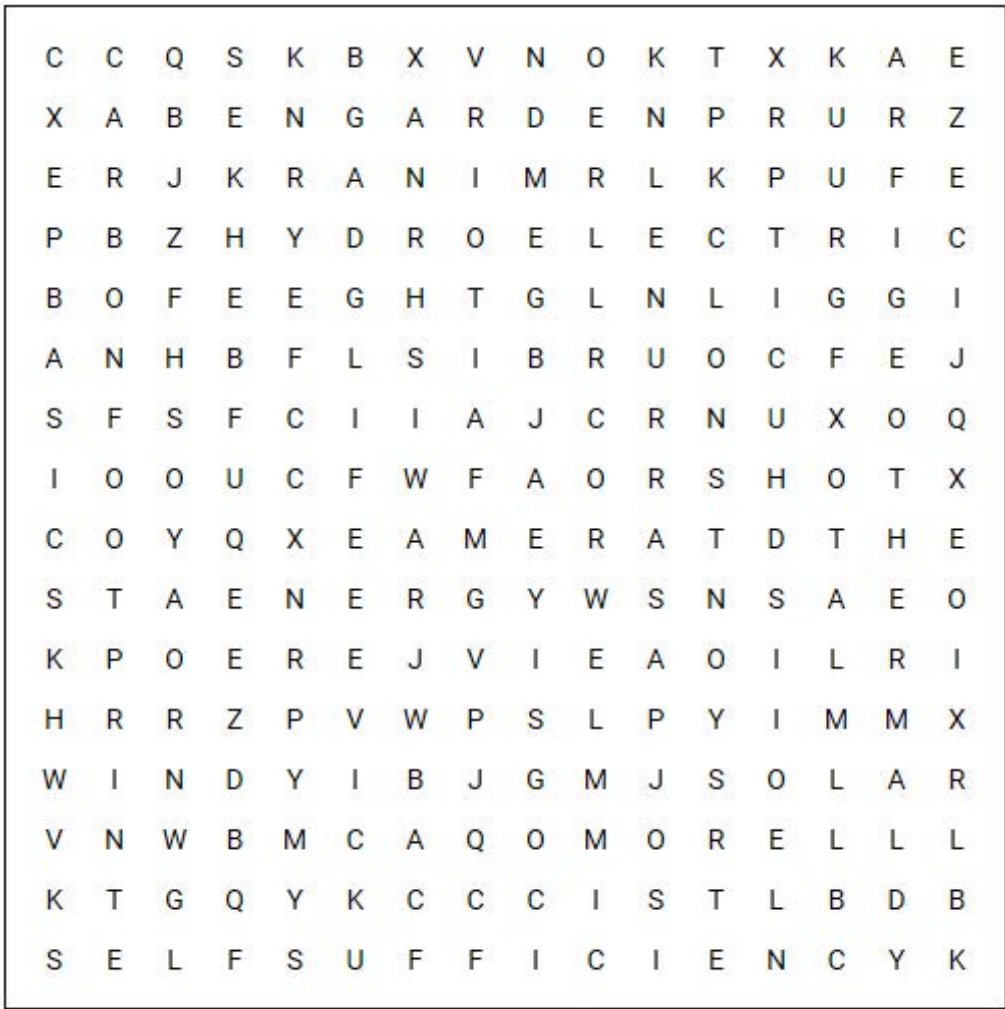 C C Q S K B X V N O K T X K A E
X A B E N G A R D E N P R U R Z
E R J K R A N I M R L K P U F E
P B Z H Y D R O E L E C T R I C
B O F E E G H T G L N L I G G I
A N H B F L S I B R U O C F E J
S F S F C I I A J C R N U X O Q
I O O U C F W F A O R S H O T X
C O Y Q X E A M E R A T D T H E
S T A E N E R G Y W S N S A E O
K P O E R E J V I E A O I L R I
H R R Z P V W P S L P Y I M M X
W I N D Y I B J G M J S O L A R
V N W B M C A Q O M O R E L L L
K T G Q Y K C C C I S T L B D B
S E L F S U F F I C I E N C Y K